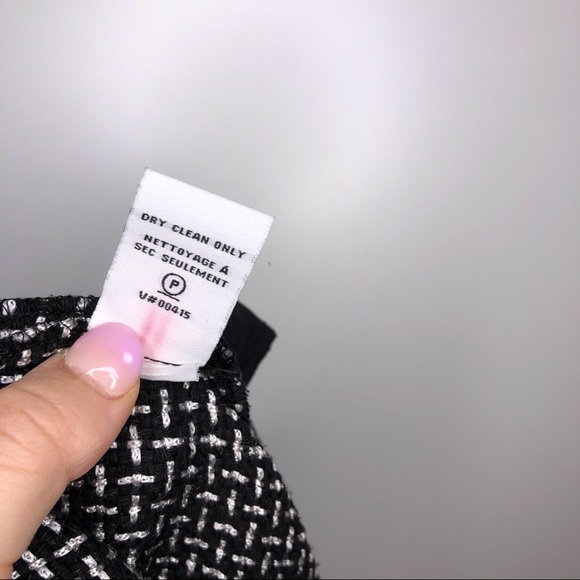 DRY CLEAN ONLY
NETTOYAGE A
SEC SEULEMENT
P
V#00415